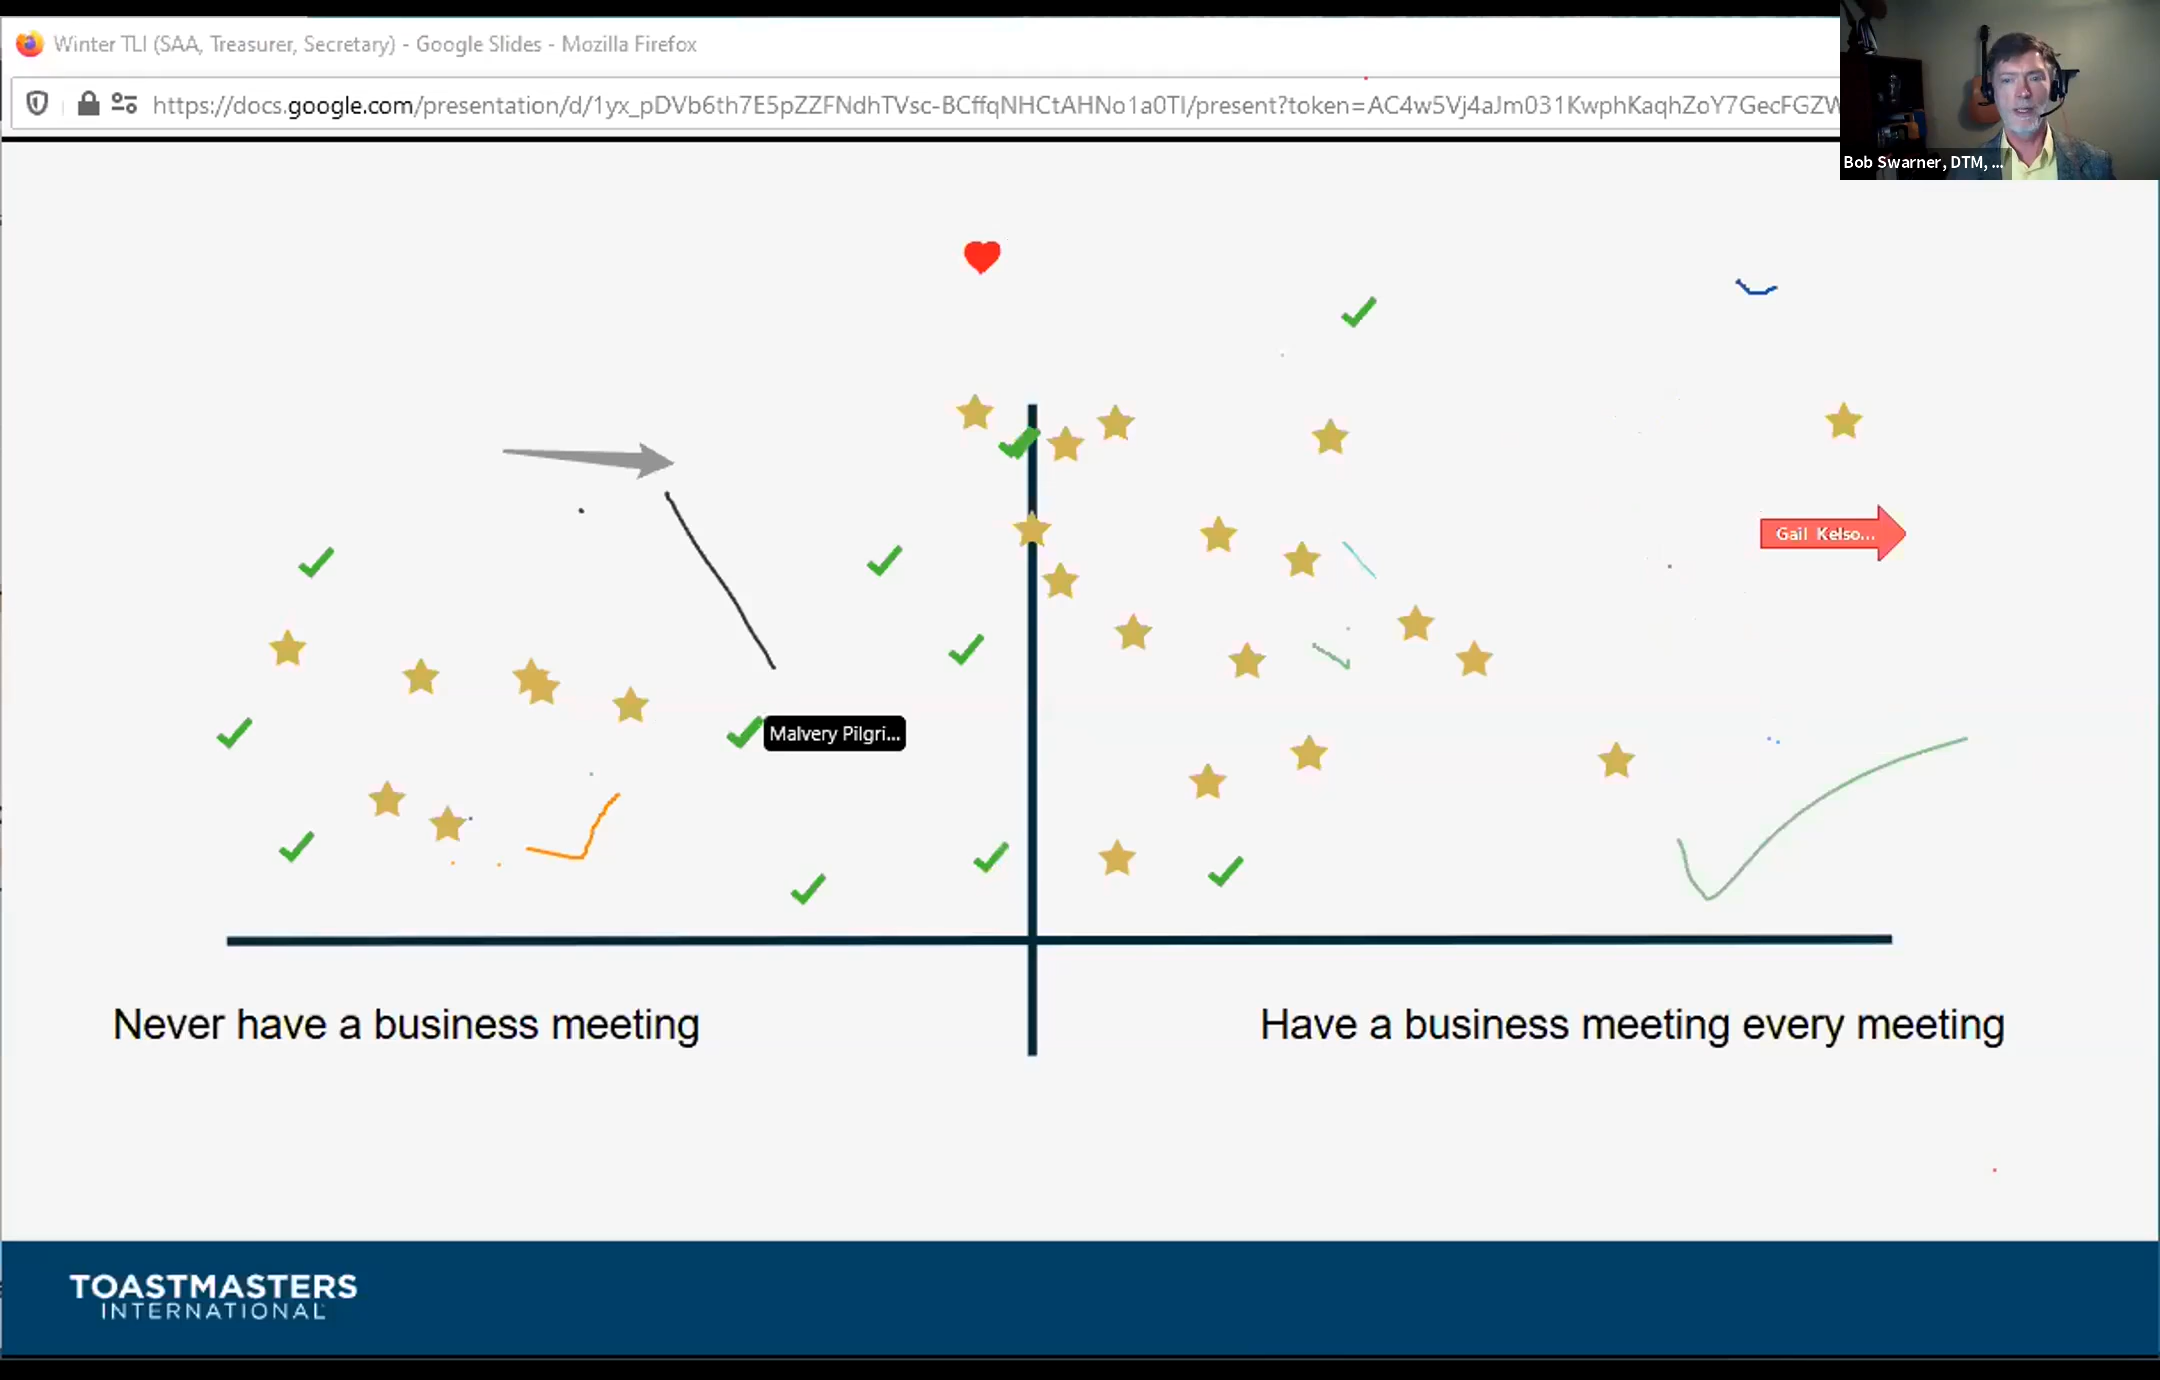 Winter TLI (SAA, Treasurer, Secretary) - Google Slides - Mozilla Firefox
https://docs.google.com/presentation/d/1yx_pDVb6th7E5pZZFNdhTVsc-BCffqNHCtAHNo1a0TI/present?token=AC4w5Vj4aJm031KwphKaqhZoY7GecFGZW
Bob Swarner, DTM, ...
Gail Kelso...
Malvery Pilgri...
Never have a business meeting
Have a business meeting every meeting
TOASTMASTERS
INTERNATIONAL